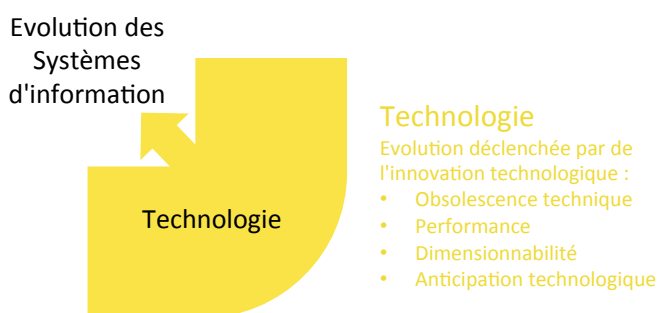 Evolution des
Systèmes
d'information
Technologie
Technologie
Evolution déclenchée par de
l'innovation technologique :
• Obsolescence technique
• Performance
• Dimensionnabilité
• Anticipation technologique